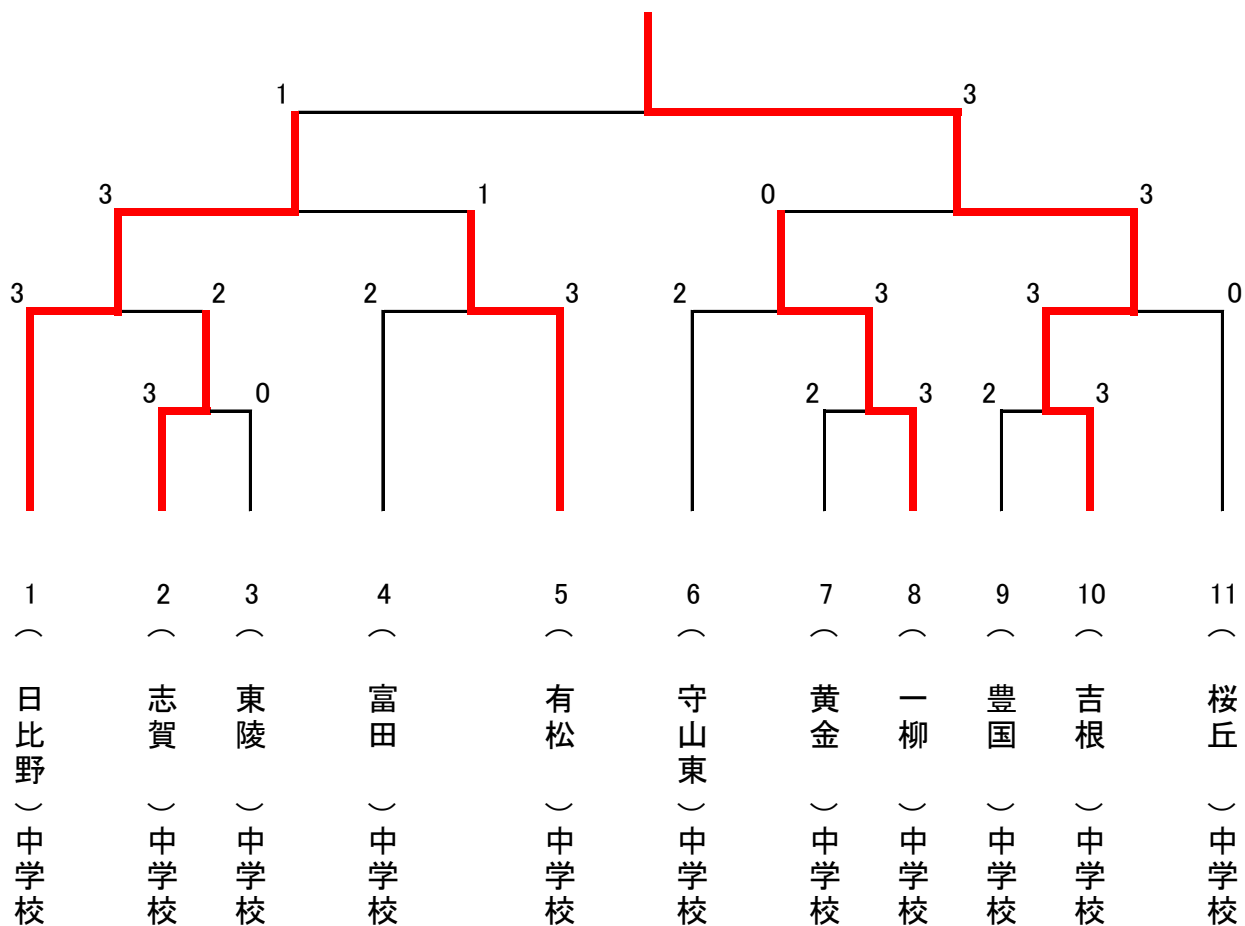 1 3
3 1 0 3
3 2 2 3 2 3 3 0
3 0 2 3 2 3
1 2 3 4 5 6 7 8 9 10 11
（日比野）中学校
（志賀）中学校
（東陵）中学校
（富田）中学校
（有松）中学校
（守山東）中学校
（黄金）中学校
（一柳）中学校
（豊国）中学校
（吉根）中学校
（桜丘）中学校